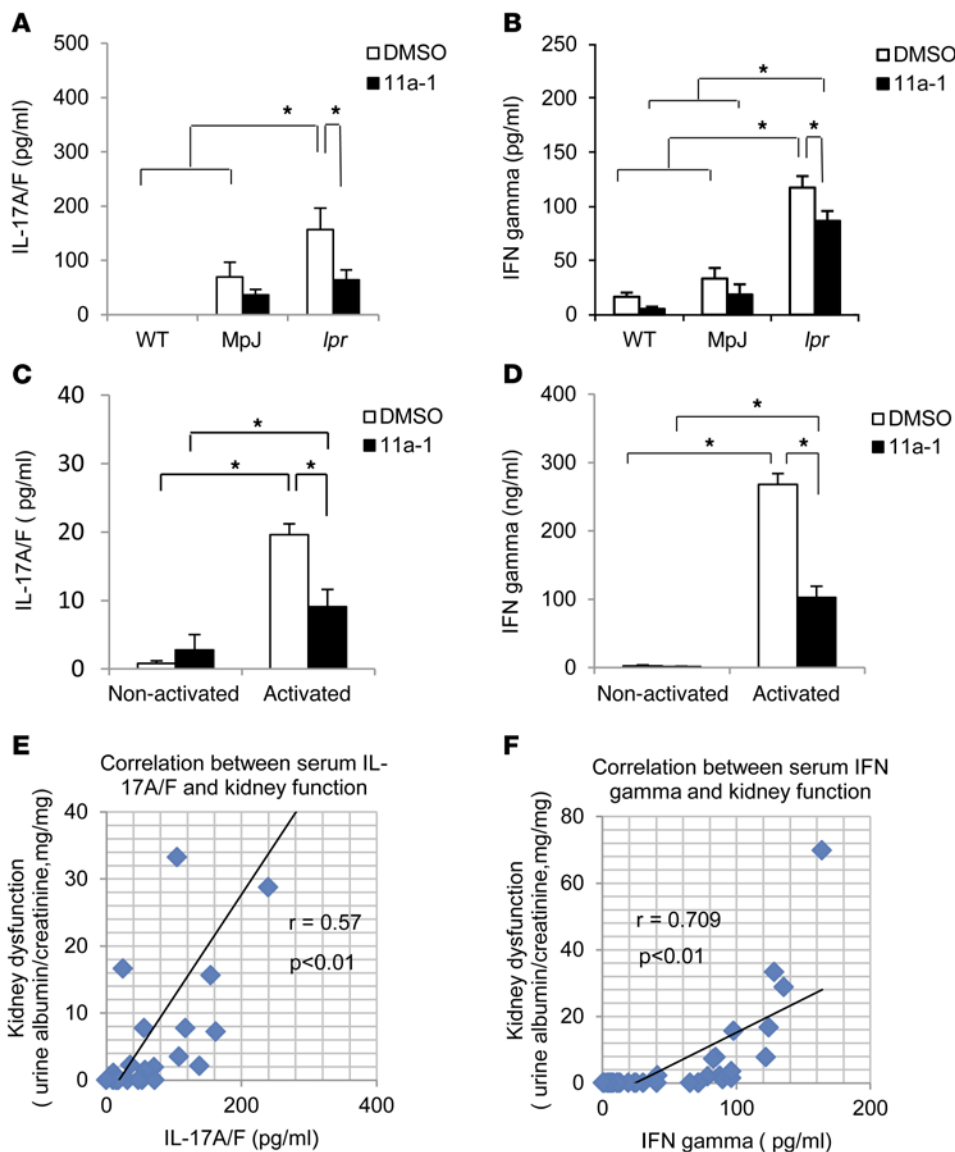 A
500
400
300
200
100
0
IL-17A/F (pg/ml)
DMSO
11a-1
*
*
WT MpJ lpr
B
250
200
150
100
50
0
IFN gamma (pg/ml)
DMSO
11a-1
*
*
*
WT MpJ lpr
C
40
30
20
10
0
IL-17A/F ( pg/ml)
DMSO
11a-1
*
*
*
Non-activated Activated
D
400
300
200
100
0
IFN gamma (ng/ml)
DMSO
11a-1
*
*
*
Non-activated Activated
E
Correlation between serum IL-
17A/F and kidney function
40
30
20
10
0
Kidney dysfunction
( urine albumin/creatinine,mg/mg)
r = 0.57
p<0.01
0 200 400
IL-17A/F (pg/ml)
F
Correlation between serum IFN
gamma and kidney function
80
60
40
20
0
Kidney dysfunction
( urine albumin/creatinine,mg/mg)
r = 0.709
p<0.01
0 100 200
IFN gamma ( pg/ml)